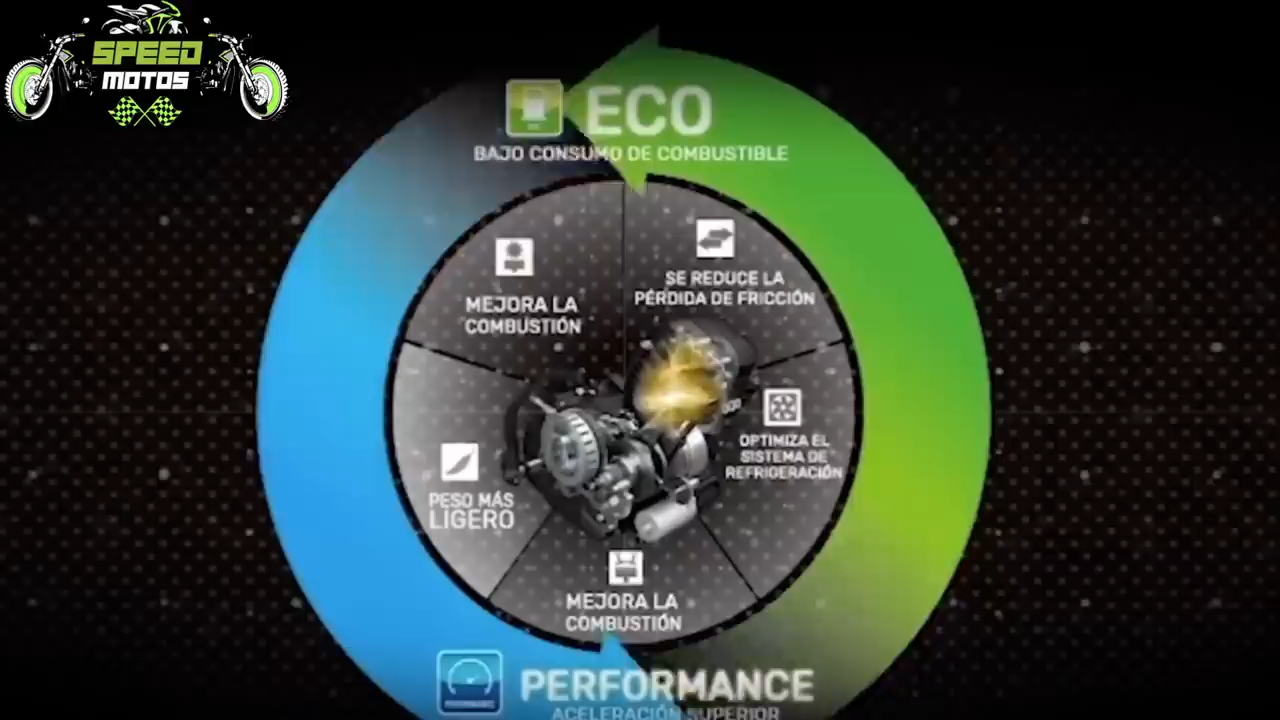 SPEED
MOTOS
ECO
BAJO CONSUMO DE COMBUSTIBLE
SE REDUCE LA
PÉRDIDA DE FRICCIÓN
MEJORA LA
COMBUSTIÓN
OPTIMIZA EL
SISTEMA DE
REFRIGERACIÓN
PESO MÁS
LIGERO
MEJORA LA
COMBUSTIÓN
PERFORMANCE
ACELERACIÓN SUPERIOR